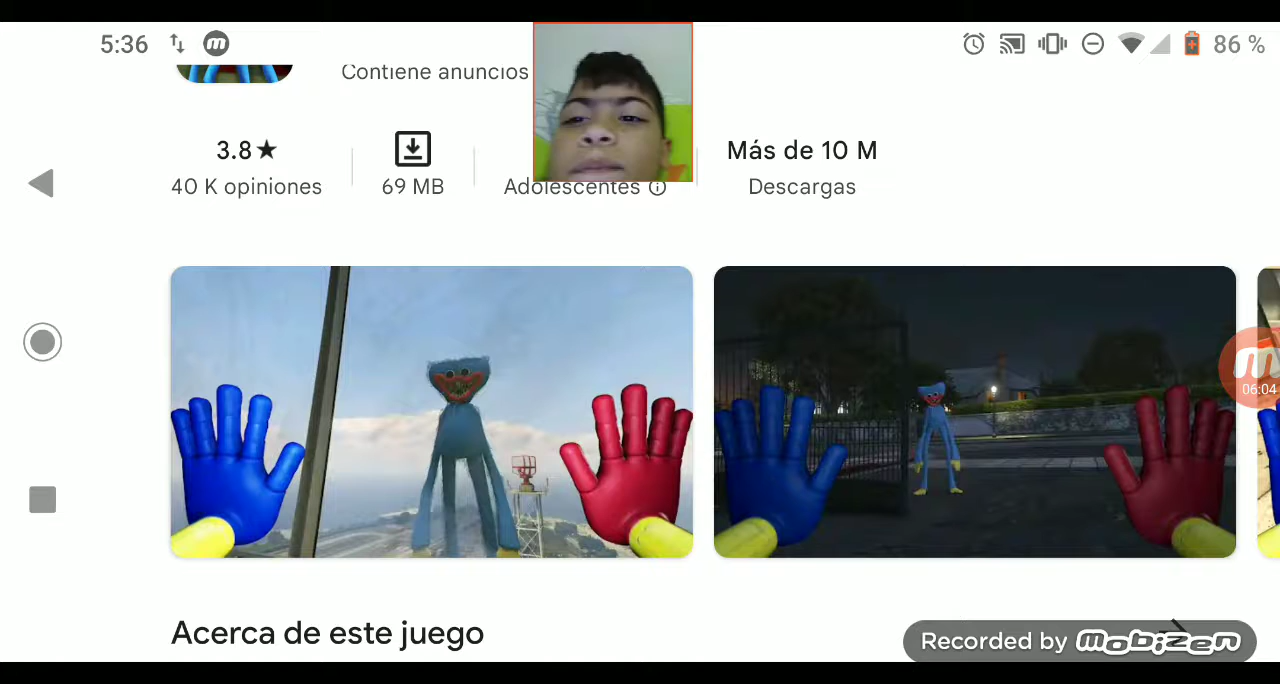 5:36
86 %
Contiene anuncios
3.8★
40 K opiniones
69 MB
Adolescentes
Más de 10 M
Descargas
06:04
Acerca de este juego
Recorded by mobizen